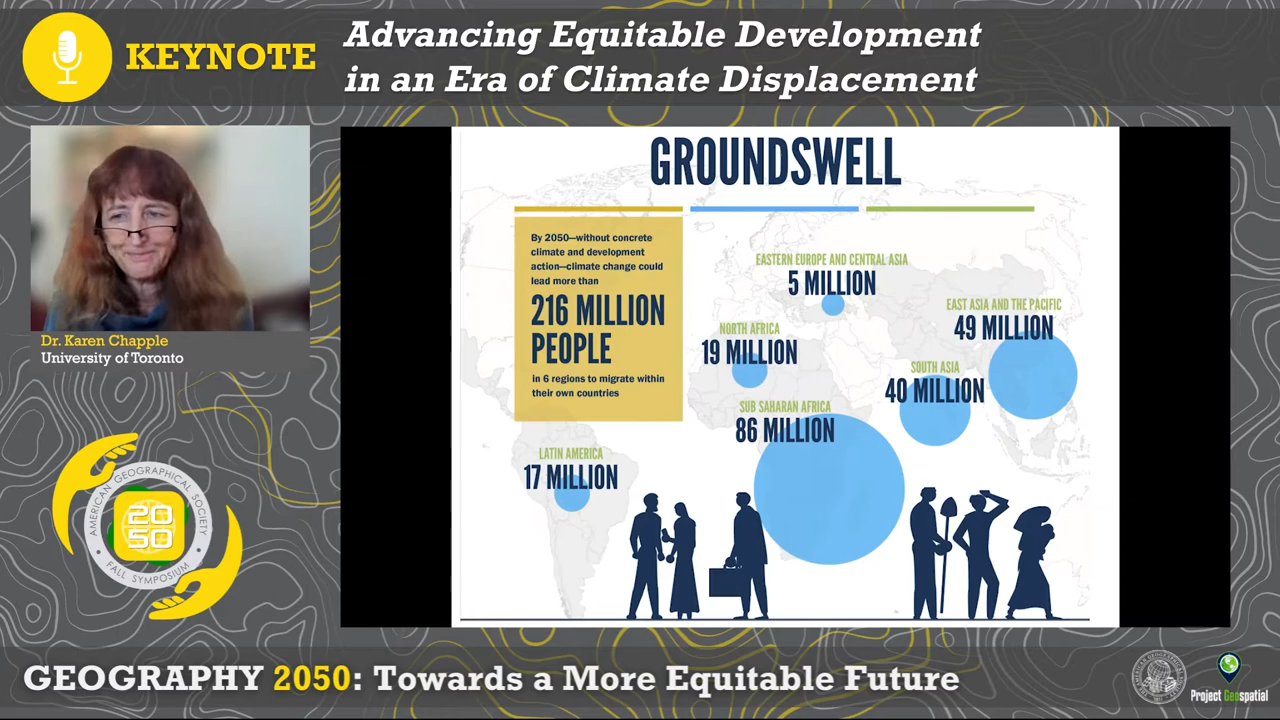 KEYNOTE
Advancing Equitable Development
in an Era of Climate Displacement
Dr. Karen Chapple
University of Toronto
GROUNDSWELL
By 2050—without concrete
climate and development
action—climate change could
lead more than
216 MILLION
PEOPLE
in 6 regions to migrate within
their own countries
EASTERN EUROPE AND CENTRAL ASIA
5 MILLION
EAST ASIA AND THE PACIFIC
49 MILLION
NORTH AFRICA
19 MILLION
SOUTH ASIA
40 MILLION
SUB SAHARAN AFRICA
86 MILLION
LATIN AMERICA
17 MILLION
AMERICAN GEOGRAPHICAL SOCIETY
20
50
FALL SYMPOSIUM
GEOGRAPHY 2050: Towards a More Equitable Future
Project Geospatial